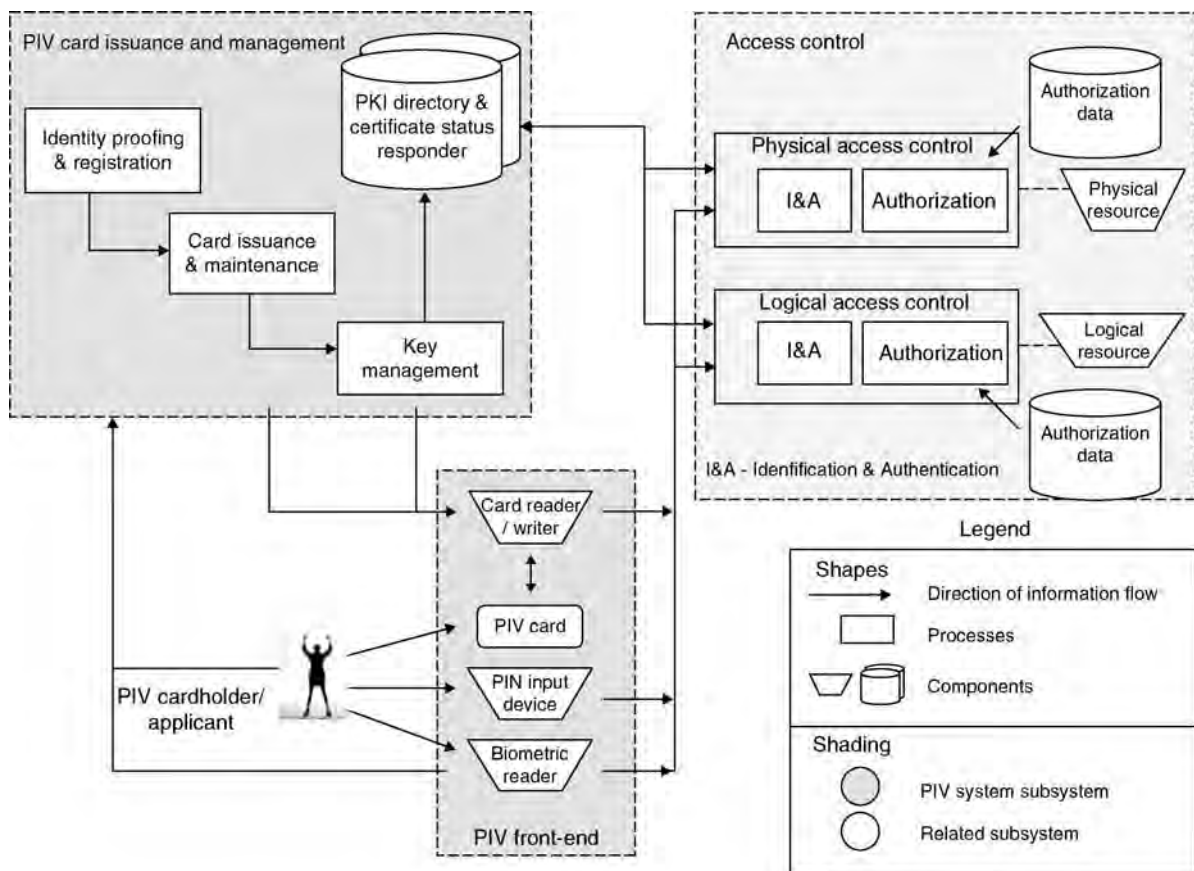 PIV card issuance and management
PKI directory &
certificate status
responder
Identity proofing
& registration
Card issuance
& maintenance
Key
management
Access control
Authorization
data
Physical access control
I&A
Authorization
Physical
resource
Logical access control
I&A
Authorization
Logical
resource
Authorization
data
I&A - Identification & Authentication
Card reader
/ writer
PIV card
PIN input
device
Biometric
reader
PIV front-end
PIV cardholder/
applicant
Legend
Shapes
Direction of information flow
Processes
Components
Shading
PIV system subsystem
Related subsystem